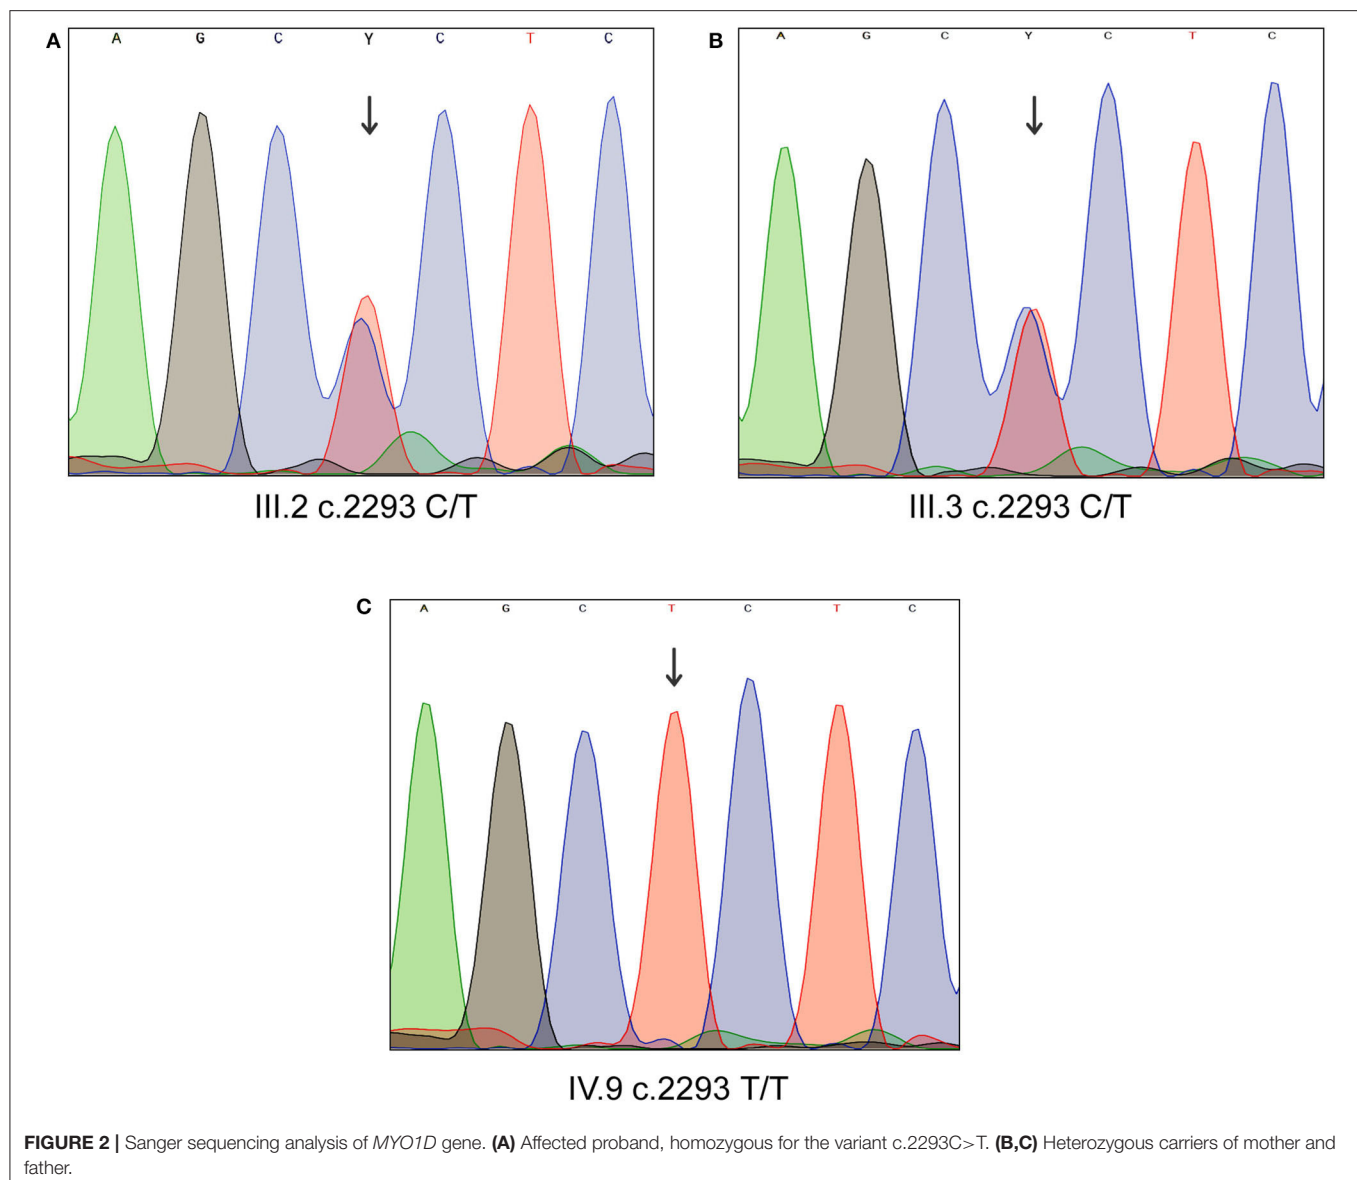 A
A G C Y C T C
III.2 c.2293 C/T
B
A G C Y C T C
III.3 c.2293 C/T
C
A G C T C T C
IV.9 c.2293 T/T
FIGURE 2 | Sanger sequencing analysis of MYO1D gene. (A) Affected proband, homozygous for the variant c.2293C>T. (B,C) Heterozygous carriers of mother and
father.